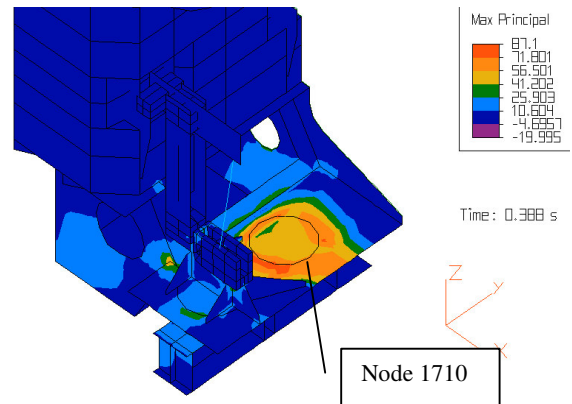 Max Principal
87.1
71.801
56.501
41.202
25.903
10.604
-4.6957
-19.995
Time: 0.388 s
Z
Y
X
Node 1710